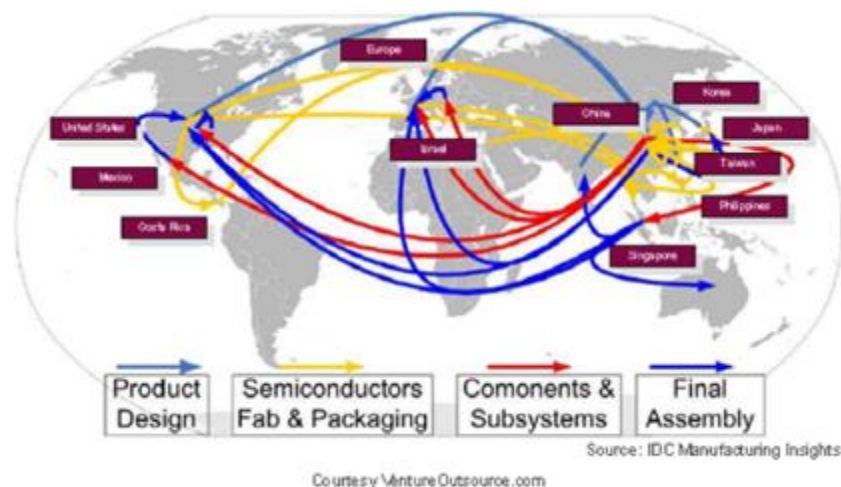 Europe
Korea
China
United States
Japan
Israel
Taiwan
Mexico
Philippines
Costa Rica
Singapore
Product
Design
Semiconductors
Fab & Packaging
Comonents &
Subsystems
Final
Assembly
Source: IDC Manufacturing Insights
Courtesy VentureOutsource.com